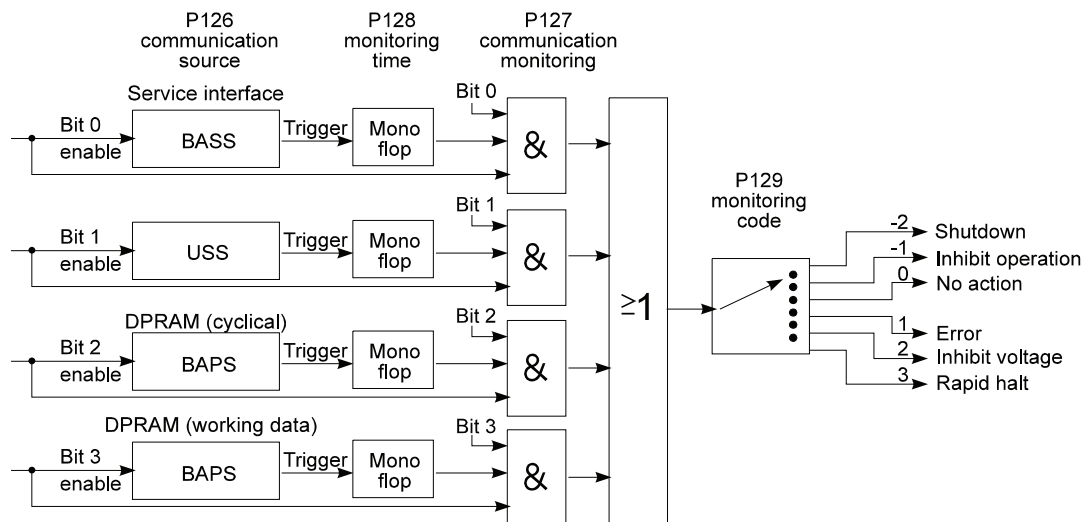 P126
communication
source
P128
monitoring
time
P127
communication
monitoring
Service interface
Bit 0
enable
BASS
Trigger
Mono
flop
Bit 0
&
Bit 1
enable
USS
Trigger
Mono
flop
Bit 1
&
DPRAM (cyclical)
Bit 2
enable
BAPS
Trigger
Mono
flop
Bit 2
&
DPRAM (working data)
Bit 3
enable
BAPS
Trigger
Mono
flop
Bit 3
&
≥1
P129
monitoring
code
-2 Shutdown
-1 Inhibit operation
0 No action
1 Error
2 Inhibit voltage
3 Rapid halt